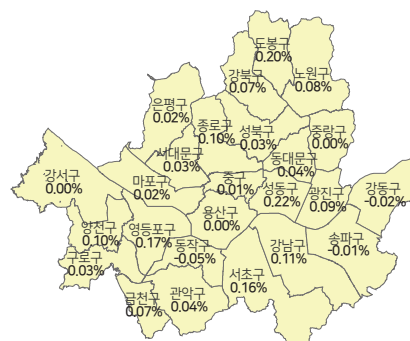 도봉구
0.20%
강북구
0.07%
노원구
0.08%
은평구
0.02%
종로구
0.10%
성북구
0.03%
중랑구
0.00%
서대문구
0.03%
동대문구
0.04%
강서구
0.00%
마포구
0.02%
중구
0.01%
성동구
0.22%
광진구
0.09%
강동구
-0.02%
용산구
0.00%
양천구
0.10%
영등포구
0.17%
동작구
-0.05%
강남구
0.11%
송파구
-0.01%
구로구
0.03%
서초구
0.16%
금천구
0.07%
관악구
0.04%